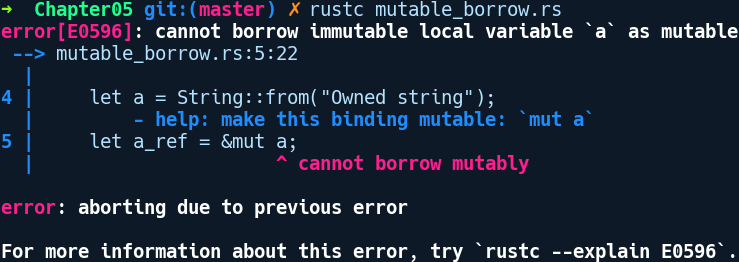 → Chapter05 git:(master) ✗ rustc mutable_borrow.rs
error[E0596]: cannot borrow immutable local variable `a` as mutable
 --> mutable_borrow.rs:5:22
  |
4 |     let a = String::from("Owned string");
  |         - help: make this binding mutable: `mut a`
5 |     let a_ref = &mut a;
  |                      ^ cannot borrow mutably
error: aborting due to previous error
For more information about this error, try `rustc --explain E0596`.